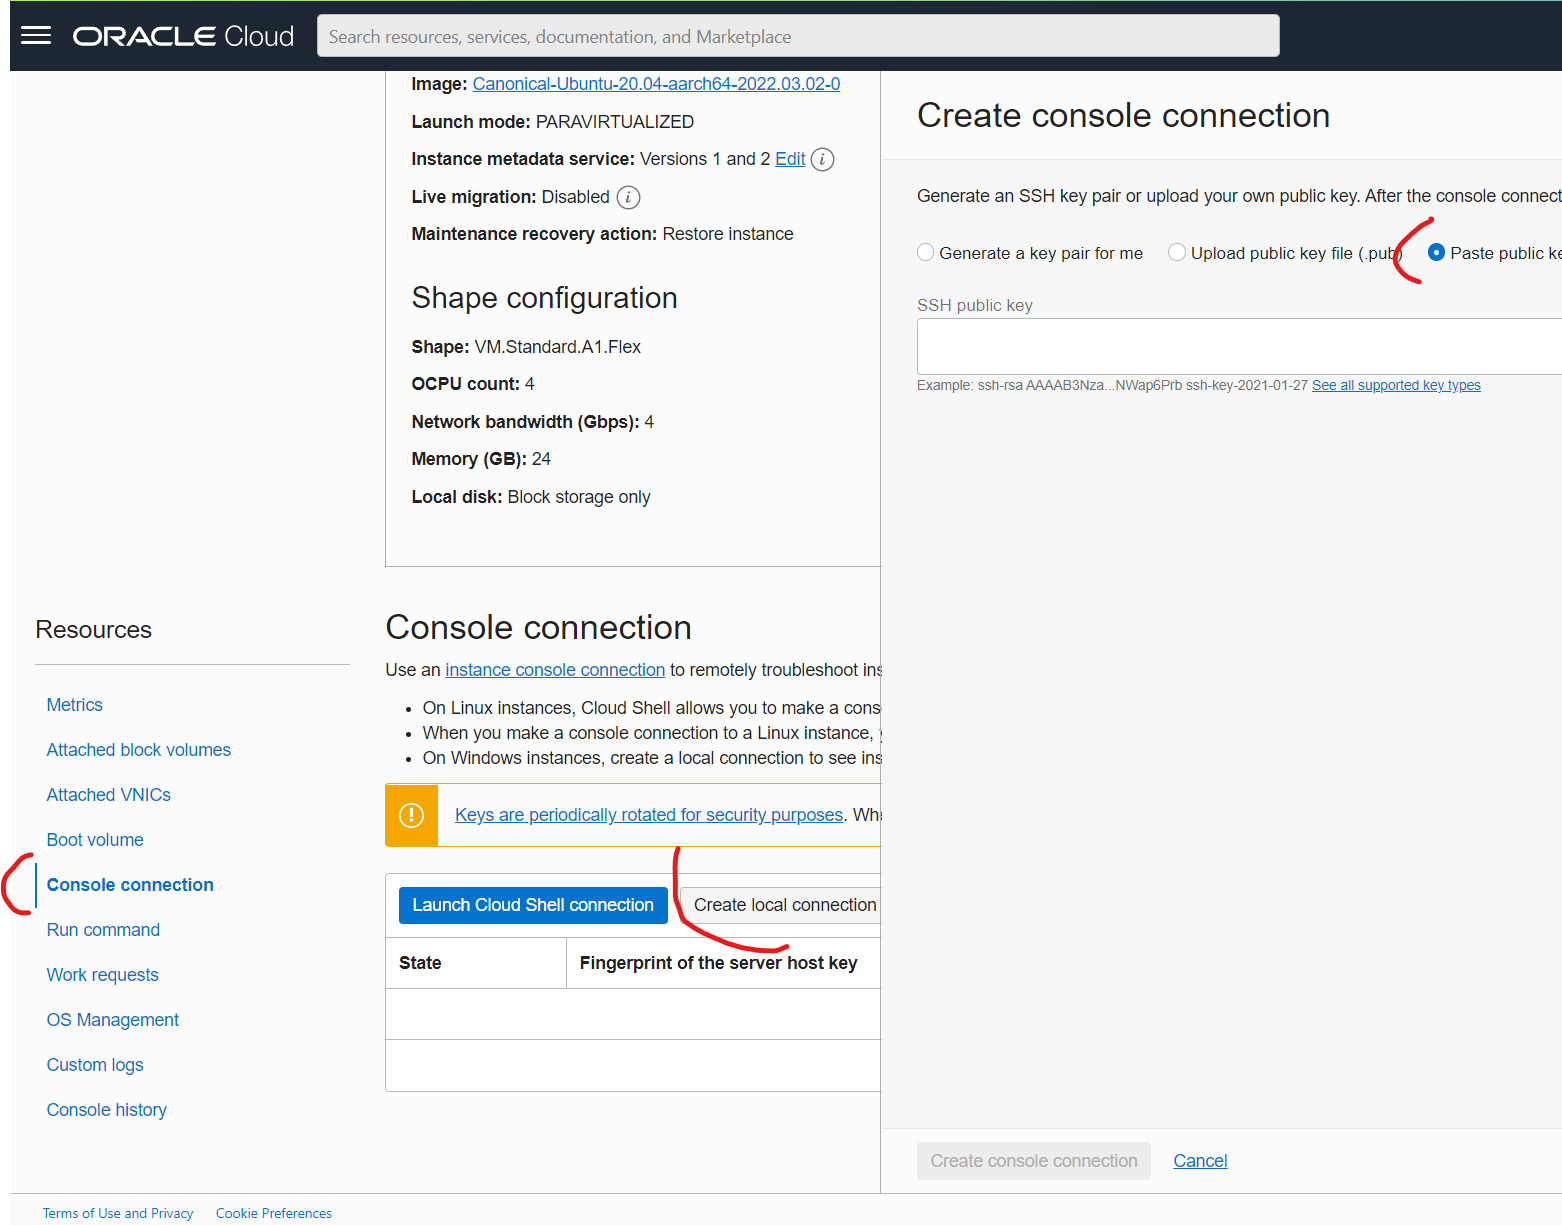 ORACLE Cloud
Search resources, services, documentation, and Marketplace
Image: Canonical-Ubuntu-20.04-aarch64-2022.03.02-0
Launch mode: PARAVIRTUALIZED
Instance metadata service: Versions 1 and 2 Edit
Live migration: Disabled
Maintenance recovery action: Restore instance
Shape configuration
Shape: VM.Standard.A1.Flex
OCPU count: 4
Network bandwidth (Gbps): 4
Memory (GB): 24
Local disk: Block storage only
Resources
Metrics
Attached block volumes
Attached VNICs
Boot volume
Console connection
Run command
Work requests
OS Management
Custom logs
Console history
Console connection
Use an instance console connection to remotely troubleshoot ins
On Linux instances, Cloud Shell allows you to make a cons
When you make a console connection to a Linux instance,
On Windows instances, create a local connection to see ins
Keys are periodically rotated for security purposes. Whe
Launch Cloud Shell connection
Create local connection
State
Fingerprint of the server host key
Create console connection
Generate an SSH key pair or upload your own public key. After the console connect
Generate a key pair for me
Upload public key file (.pub)
Paste public ke
SSH public key
Example: ssh-rsa AAAAB3Nza...NWap6Prb ssh-key-2021-01-27 See all supported key types
Create console connection
Cancel
Terms of Use and Privacy
Cookie Preferences